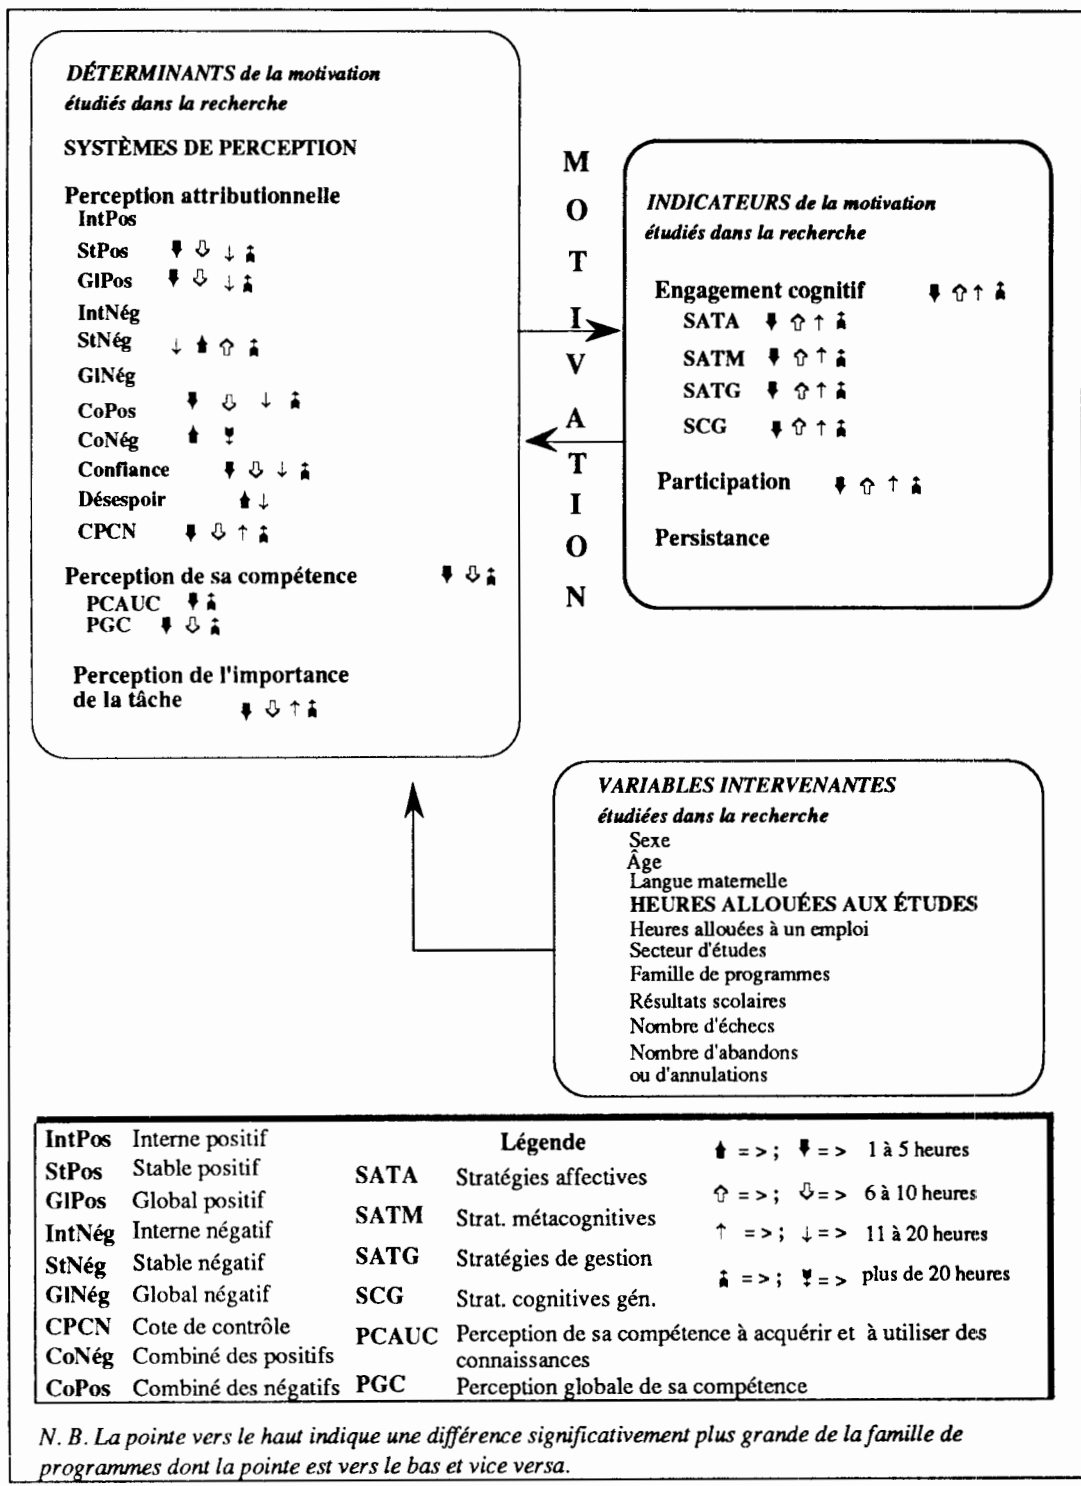 DÉTERMINANTS de la motivation
étudiés dans la recherche
SYSTÈMES DE PERCEPTION
Perception attributionnelle
IntPos
StPos
GlPos
IntNég
StNég
GlNég
CoPos
CoNég
Confiance
Désespoir
CPCN
Perception de sa compétence
PCAUC
PGC
Perception de l'importance
de la tâche
M
O
T
I
V
A
T
I
O
N
INDICATEURS de la motivation
étudiés dans la recherche
Engagement cognitif
SATA
SATM
SATG
SCG
Participation
Persistance
VARIABLES INTERVENANTES
étudiées dans la recherche
Sexe
Âge
Langue maternelle
HEURES ALLOUÉES AUX ÉTUDES
Heures allouées à un emploi
Secteur d'études
Famille de programmes
Résultats scolaires
Nombre d'échecs
Nombre d'abandons
ou d'annulations
Légende
IntPos Interne positif
StPos Stable positif
GlPos Global positif
IntNég Interne négatif
StNég Stable négatif
GlNég Global négatif
CPCN Cote de contrôle
CoNég Combiné des positifs
CoPos Combiné des négatifs
SATA Stratégies affectives
SATM Strat. métacognitives
SATG Stratégies de gestion
SCG Strat. cognitives gén.
PCAUC Perception de sa compétence à acquérir et à utiliser des
connaissances
PGC Perception globale de sa compétence
⬆ = > ; ⬇ = > 1 à 5 heures
⇧ = > ; ⇩ = > 6 à 10 heures
↑ = > ; ↓ = > 11 à 20 heures
= > ; = > plus de 20 heures
N. B. La pointe vers le haut indique une différence significativement plus grande de la famille de
programmes dont la pointe est vers le bas et vice versa.